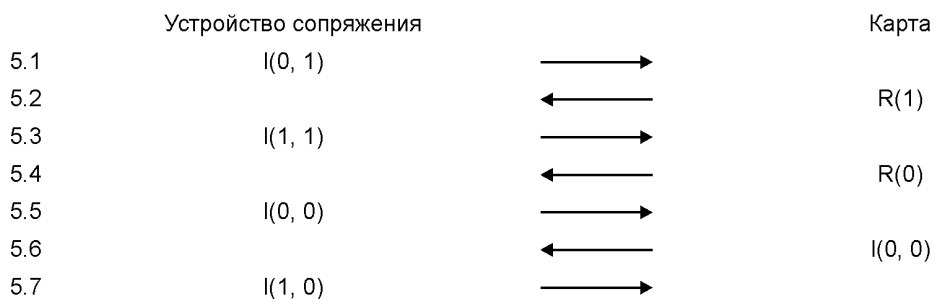 Устройство сопряжения Карта
5.1 I(0, 1)
5.2 R(1)
5.3 I(1, 1)
5.4 R(0)
5.5 I(0, 0)
5.6 I(0, 0)
5.7 I(1, 0)